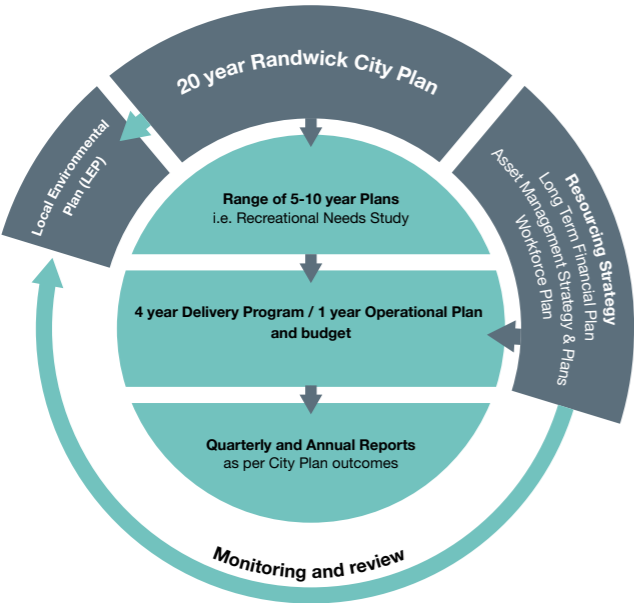 20 year Randwick City Plan
Local Environmental
Plan (LEP)
Resourcing Strategy
Long Term Financial Plan
Asset Management Strategy & Plans
Workforce Plan
Range of 5-10 year Plans
i.e. Recreational Needs Study
4 year Delivery Program / 1 year Operational Plan
and budget
Quarterly and Annual Reports
as per City Plan outcomes
Monitoring and review